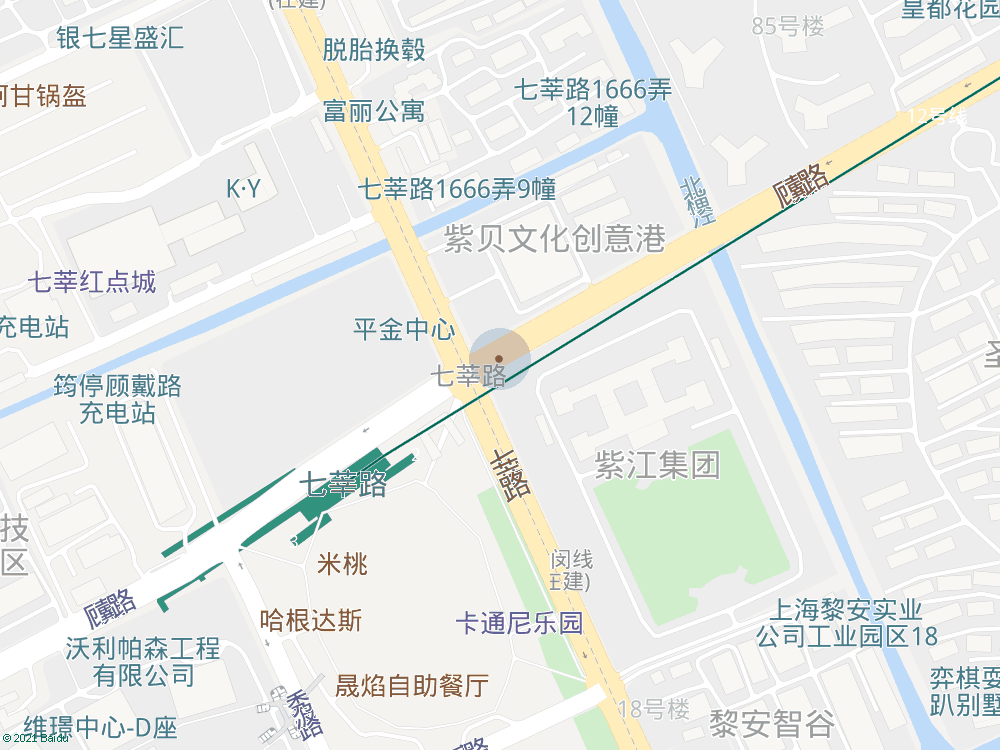 (在建)
银七星盛汇
脱胎换毂
85号楼
皇都花园
阿甘锅盔
七莘路1666弄
12幢
富丽公寓
12号线
K·Y
七莘路1666弄9幢
顾戴路
北横泾
紫贝文化创意港
七莘红点城
充电站
平金中心
七莘路
筠停顾戴路
充电站
七莘路
紫江集团
七莘路
技
区
米桃
闵线
在建)
顾戴路
哈根达斯
卡通尼乐园
上海黎安实业
公司工业园区18
沃利帕森工程
有限公司
晟焰自助餐厅
弈棋耍
趴别墅
秀波路
18号楼
黎安智谷
维璟中心-D座
© 2021 Baidu